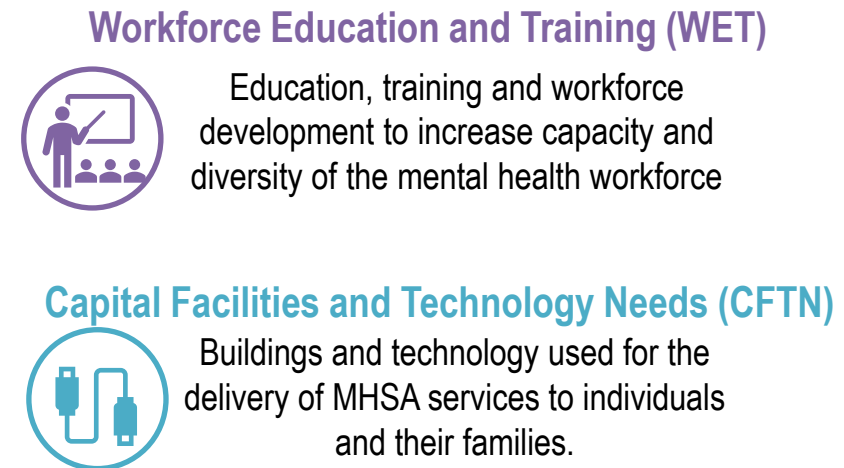 Workforce Education and Training (WET)
Education, training and workforce
development to increase capacity and
diversity of the mental health workforce
Capital Facilities and Technology Needs (CFTN)
Buildings and technology used for the
delivery of MHSA services to individuals
and their families.